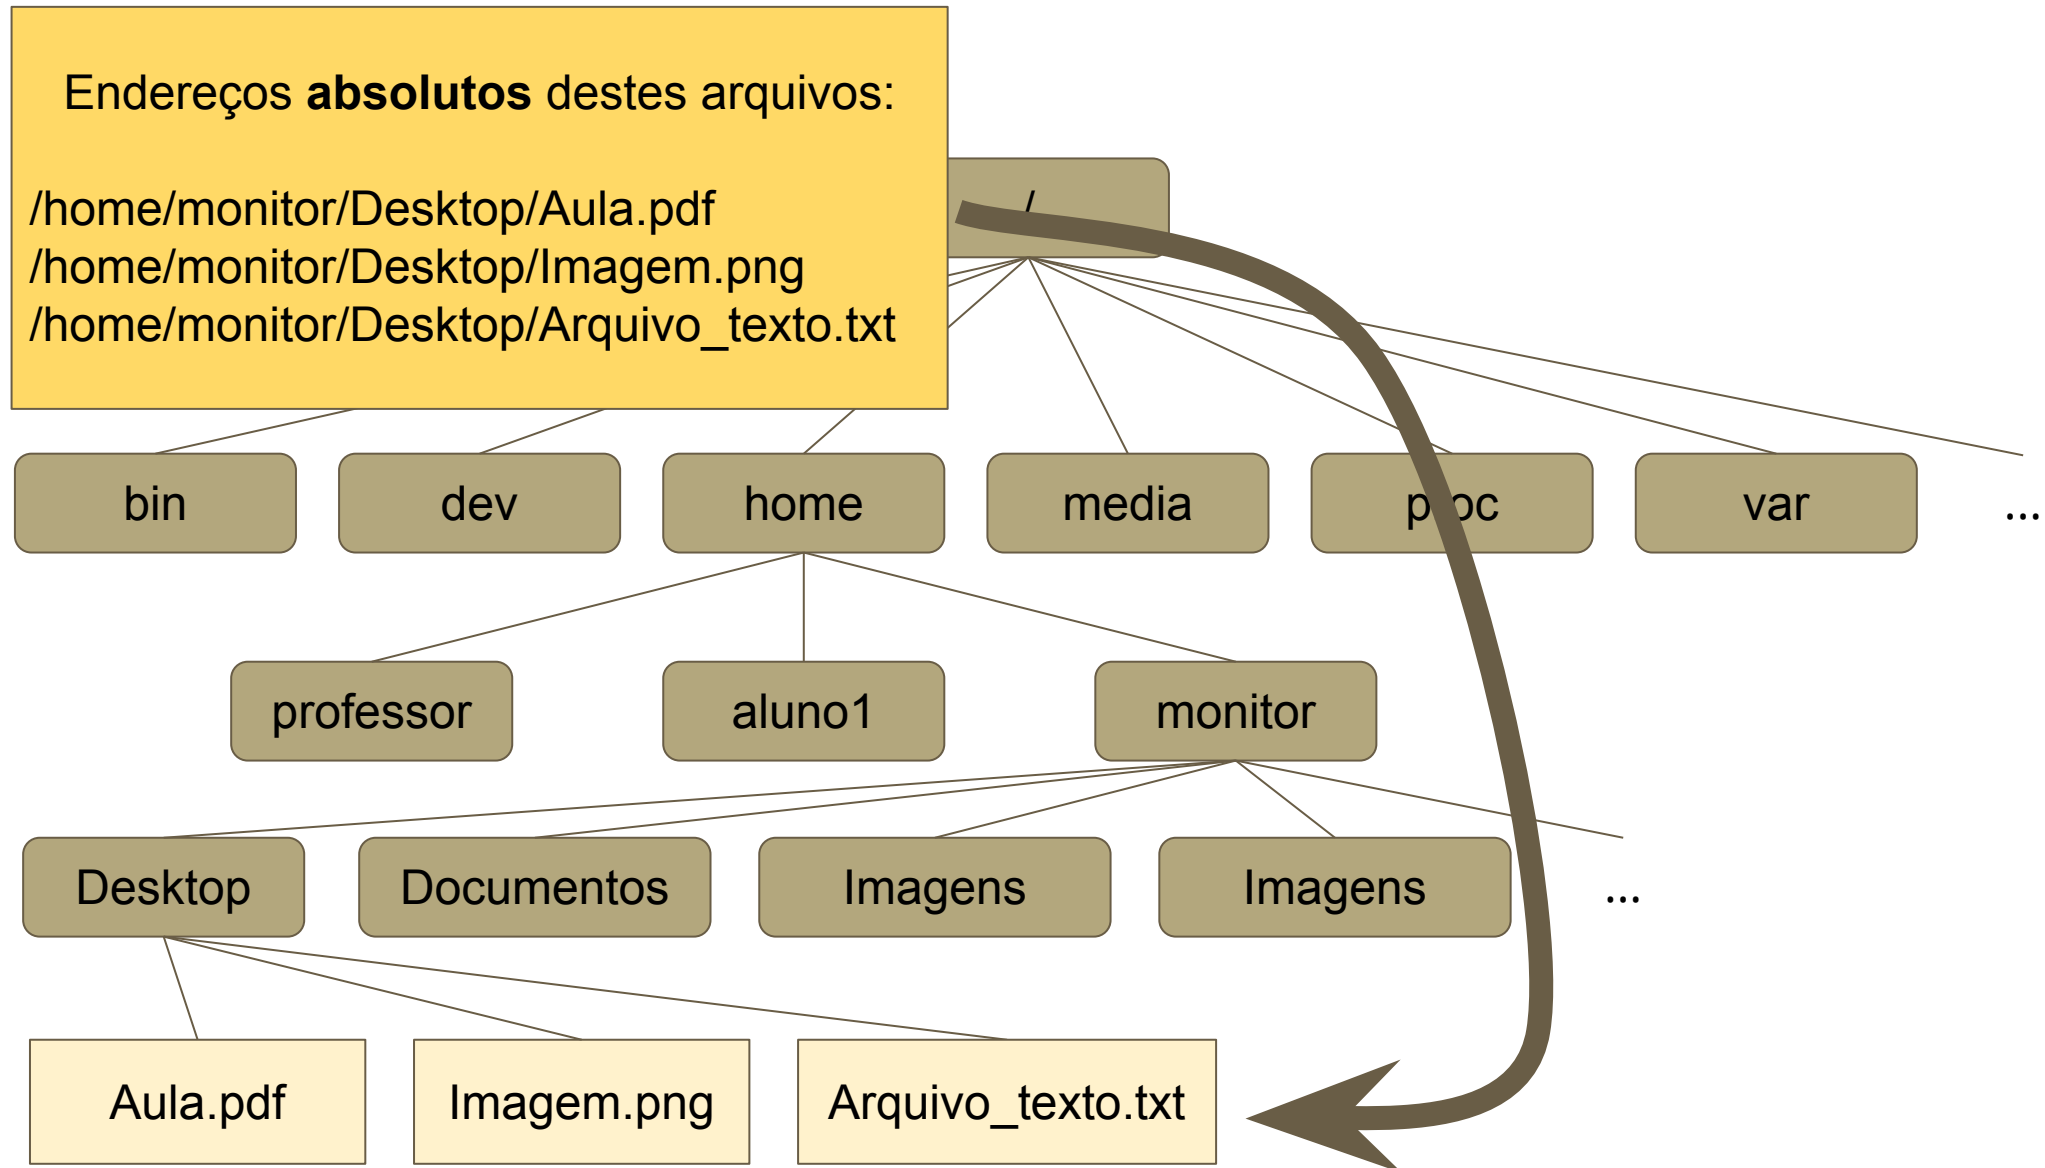 Endereços absolutos destes arquivos:
/home/monitor/Desktop/Aula.pdf
/home/monitor/Desktop/Imagem.png
/home/monitor/Desktop/Arquivo_texto.txt
/
bin
dev
home
media
proc
var
...
professor
aluno1
monitor
Desktop
Documentos
Imagens
Imagens
...
Aula.pdf
Imagem.png
Arquivo_texto.txt